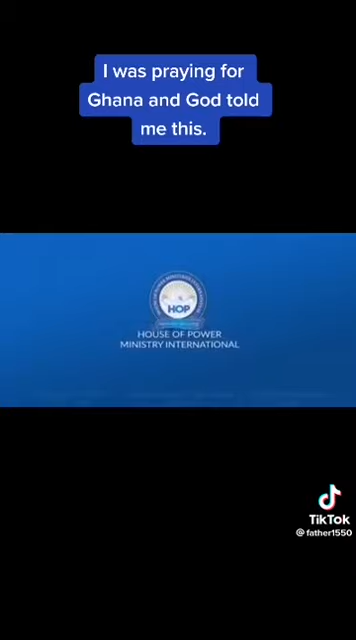 I was praying for
Ghana and God told
me this.
HOP
HOUSE OF POWER
MINISTRY INTERNATIONAL
TikTok
@father1550